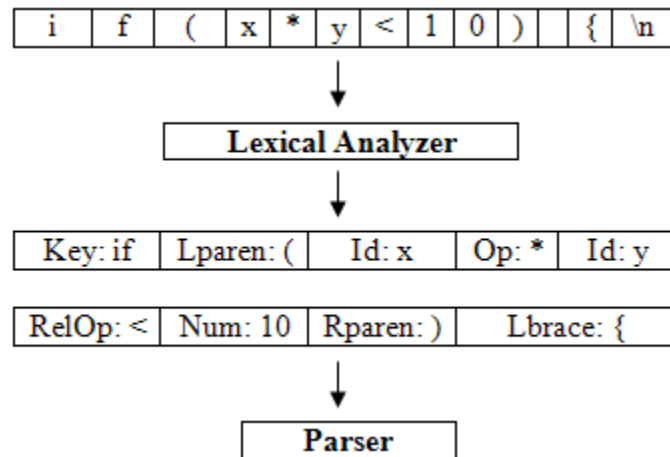 i f ( x * y < 1 0 ) { \n
Lexical Analyzer
Key: if Lparen: ( Id: x Op: * Id: y
RelOp: < Num: 10 Rparen: ) Lbrace: {
Parser